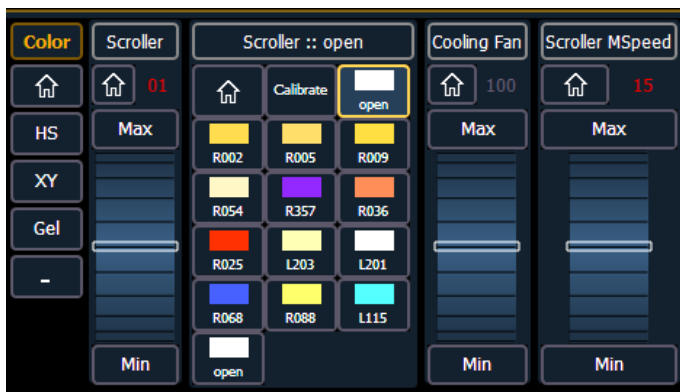 Color
Scroller
Scroller :: open
Cooling Fan
Scroller MSpeed
01
Calibrate
open
100
15
HS
Max
R002
R005
R009
Max
Max
XY
R054
R357
R036
Gel
R025
L203
L201
-
R068
R088
L115
Min
open
Min
Min